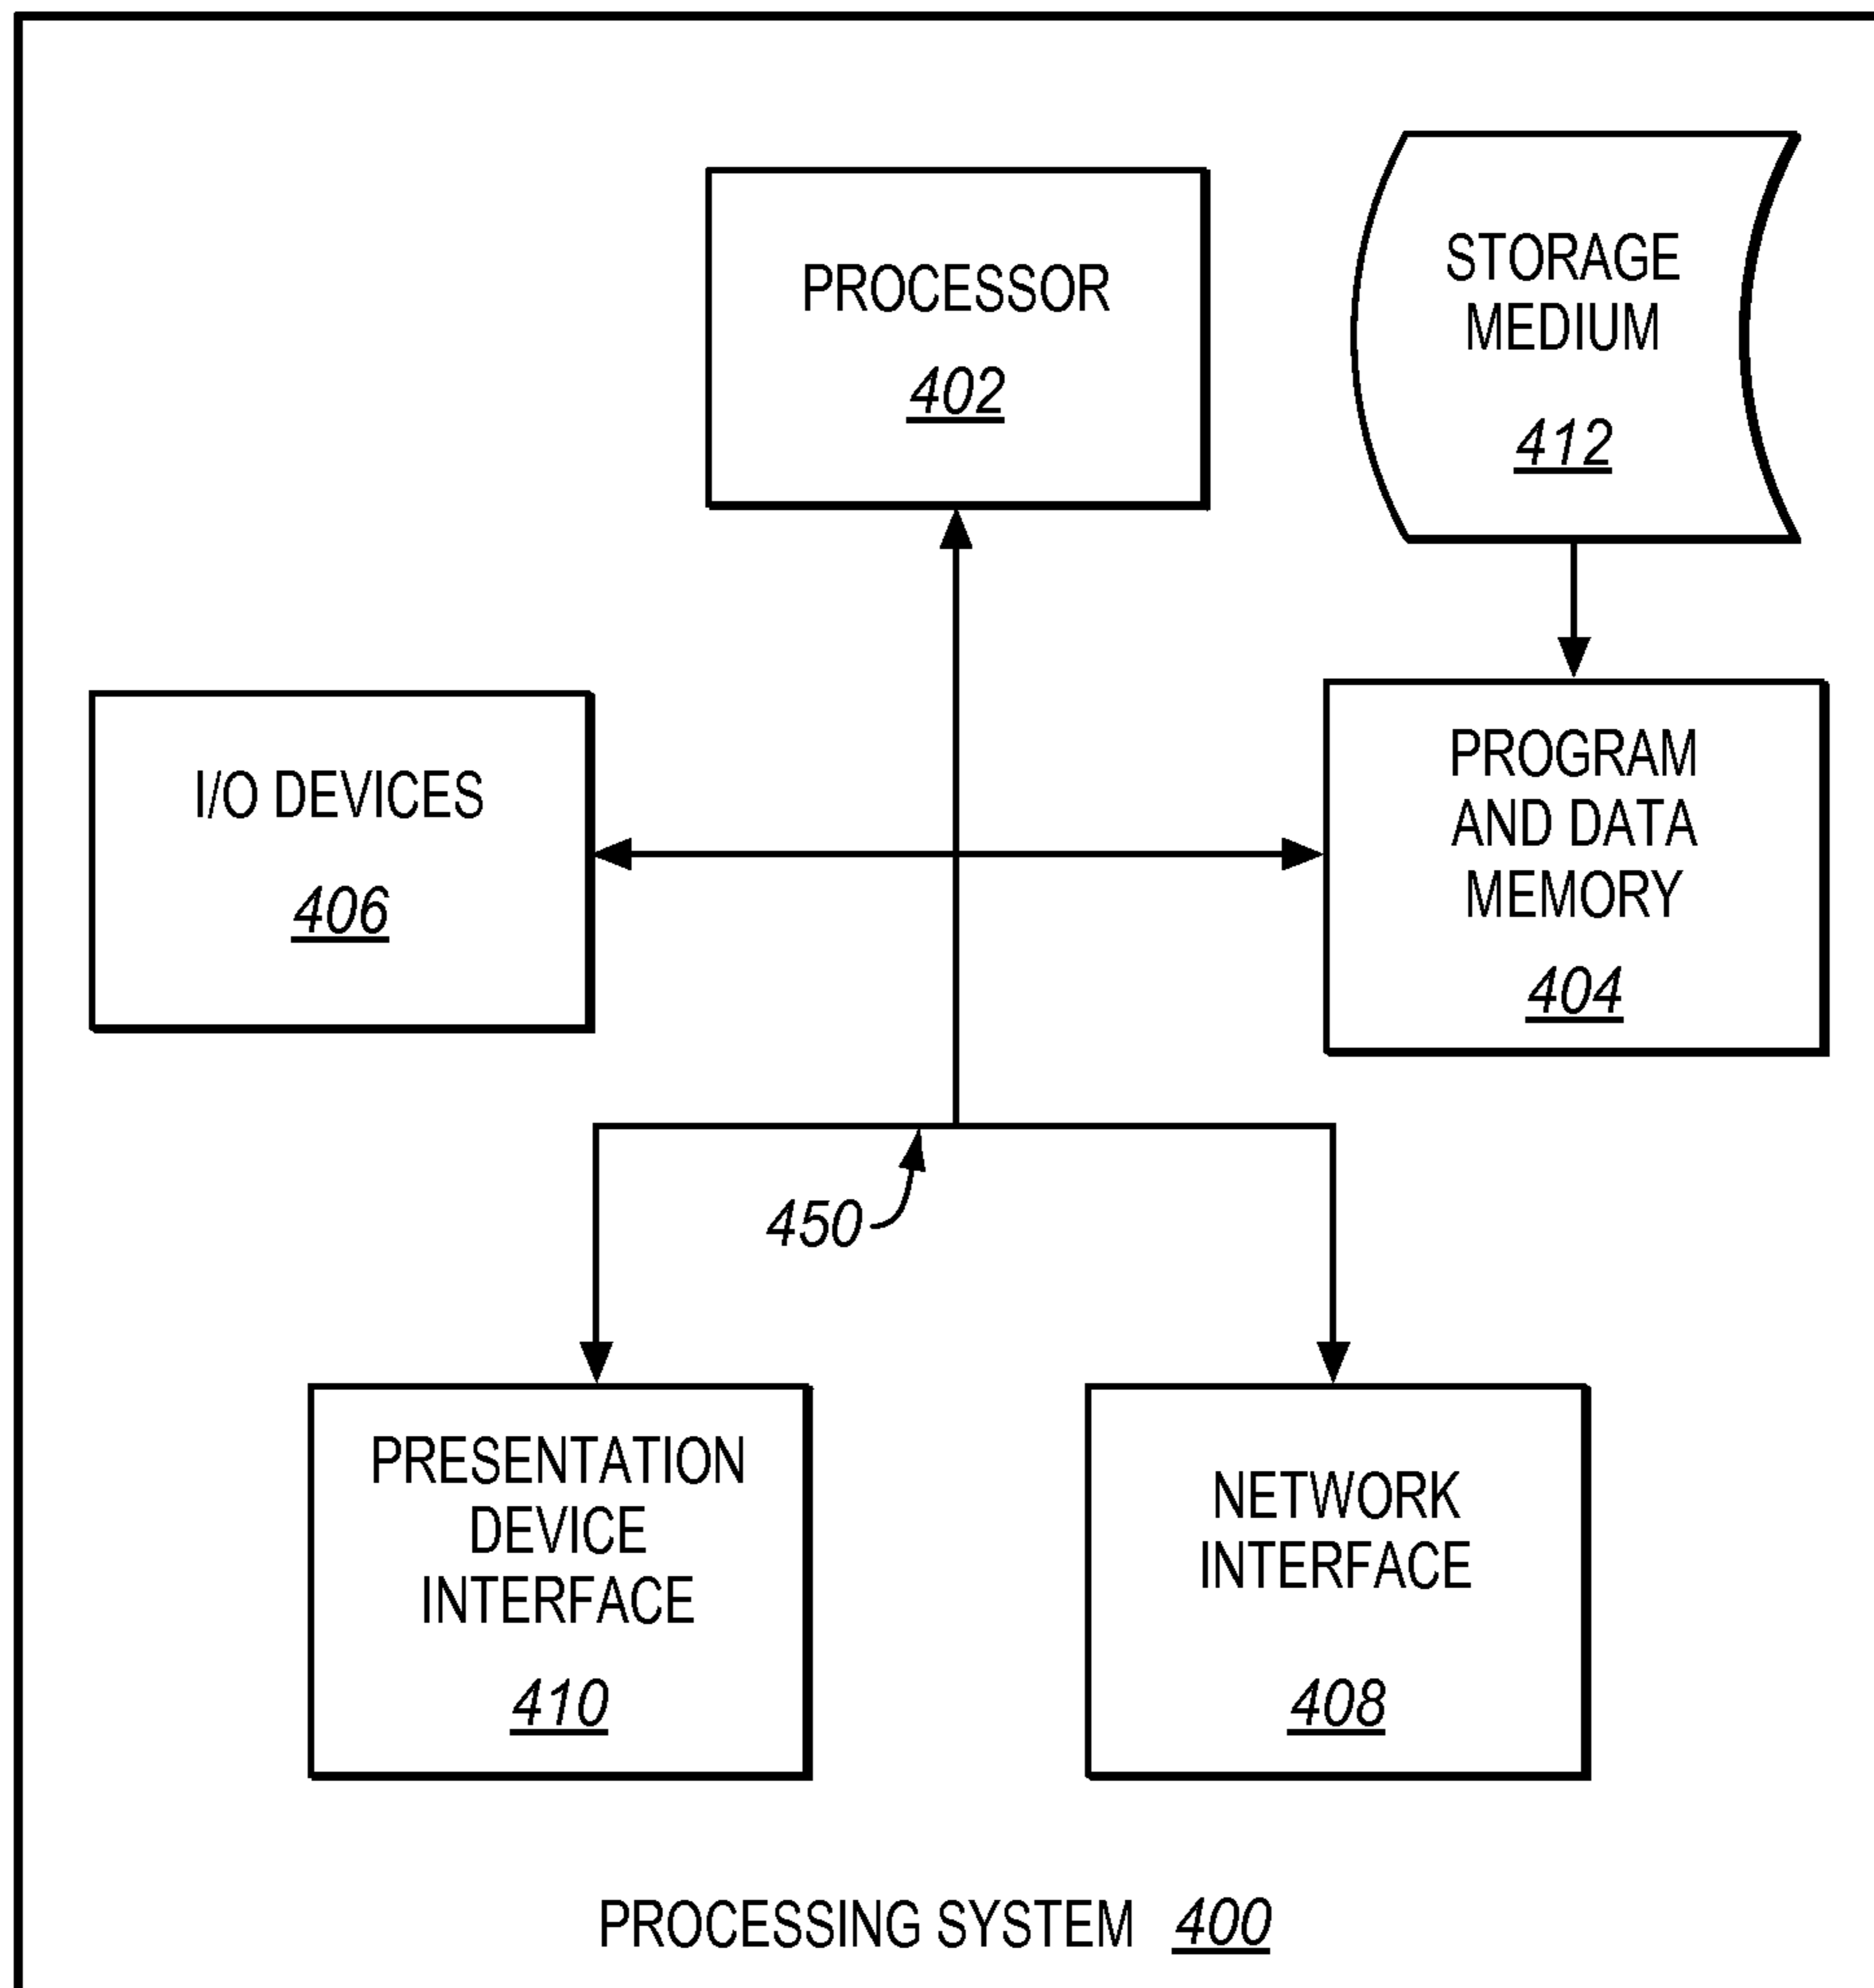 PROCESSOR
402
STORAGE
MEDIUM
412
I/O DEVICES
406
PROGRAM
AND DATA
MEMORY
404
450
PRESENTATION
DEVICE
INTERFACE
410
NETWORK
INTERFACE
408
PROCESSING SYSTEM 400